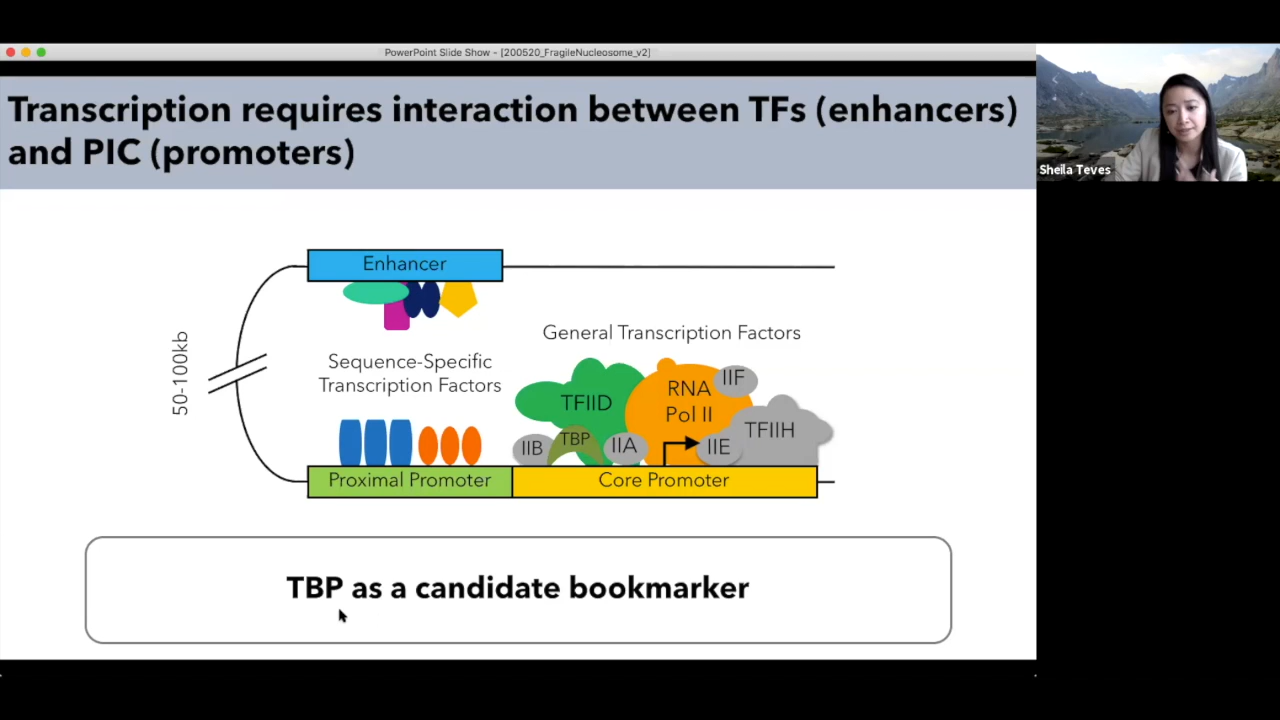 PowerPoint Slide Show - [200520_FragileNucleosome_v2]
Transcription requires interaction between TFs (enhancers)
and PIC (promoters)
Sheila Teves
Enhancer
50-100kb
Sequence-Specific
Transcription Factors
General Transcription Factors
TFIID
RNA
Pol II
IIF
TFIIH
IIB
TBP
IIA
IIE
Proximal Promoter
Core Promoter
TBP as a candidate bookmarker